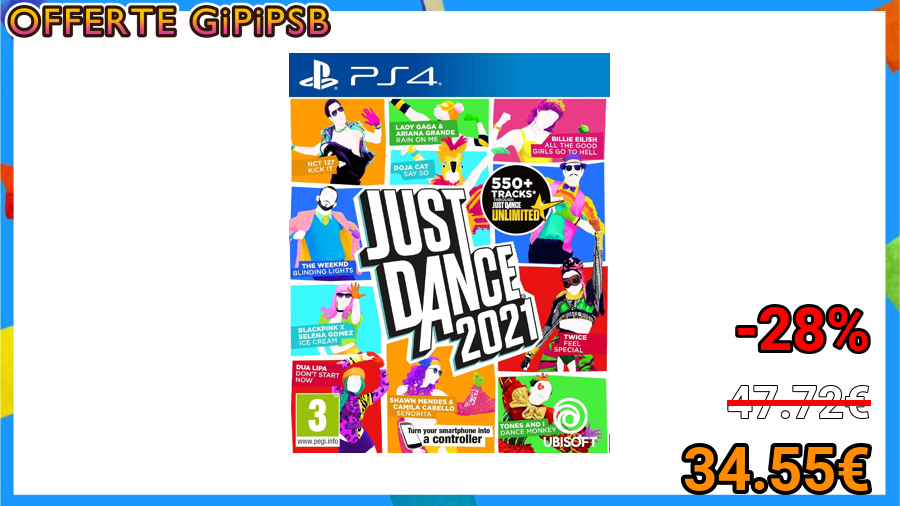 OFFERTE GiPiPSB
PS4
LADY GAGA &
ARIANA GRANDE
RAIN ON ME
BILLIE EILISH
ALL THE GOOD
GIRLS GO TO HELL
NCT 127
KICK IT
DOJA CAT
SAY SO
550+
TRACKS*
THROUGH
JUST DANCE
UNLIMITED
JUST
DANCE
2021
THE WEEKND
BLINDING LIGHTS
BLACKPINK X
SELENA GOMEZ
ICE CREAM
TWICE
FEEL
SPECIAL
DUA LIPA
DON'T START
NOW
SHAWN MENDES &
CAMILA CABELLO
SEÑORITA
TONES AND I
DANCE MONKEY
3
www.pegi.info
Turn your smartphone into
a controller
UBISOFT
-28%
47.72€
34.55€